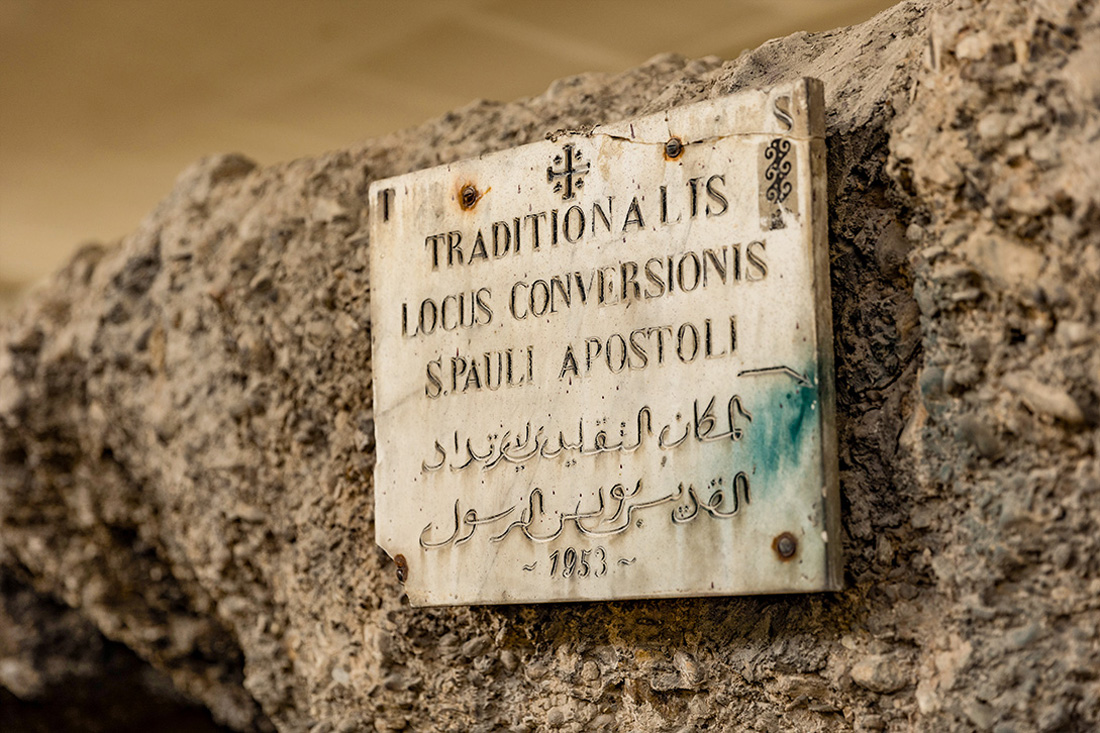 T S
TRADITIONALIS
LOCUS CONVERSIONIS
S. PAULI APOSTOLI
المكان التقليدي لارتداد
القديس بولس الرسول
~ 1953 ~